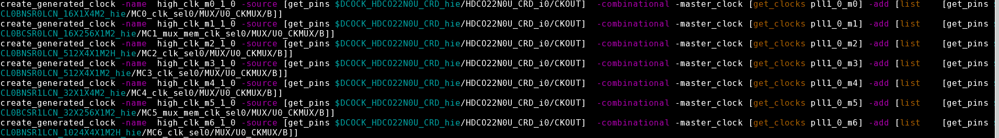 create_generated_clock -name  high_clk_m0_1_0 -source [get_pins $DCOCK_HDCO22N0U_CRD_hie/HDCO22N0U_CRD_i0/CKOUT]  -combinational -master_clock [get_clocks pll1_0_m0] -add [list    [get_pins $
CL0BNSR0LCN_16X1X4M2_hie/MC0_clk_sel0/MUX/U0_CKMUX/B]]
create_generated_clock -name  high_clk_m1_1_0 -source [get_pins $DCOCK_HDCO22N0U_CRD_hie/HDCO22N0U_CRD_i0/CKOUT]  -combinational -master_clock [get_clocks pll1_0_m1] -add [list    [get_pins $
CL0BCSR0LCN_16X256X1M2_hie/MC1_mux_mem_clk_sel0/MUX/U0_CKMUX/B]]
create_generated_clock -name  high_clk_m2_1_0 -source [get_pins $DCOCK_HDCO22N0U_CRD_hie/HDCO22N0U_CRD_i0/CKOUT]  -combinational -master_clock [get_clocks pll1_0_m2] -add [list    [get_pins $
CL0BNSR0LCN_512X4X1M2H_hie/MC2_clk_sel0/MUX/U0_CKMUX/B]]
create_generated_clock -name  high_clk_m3_1_0 -source [get_pins $DCOCK_HDCO22N0U_CRD_hie/HDCO22N0U_CRD_i0/CKOUT]  -combinational -master_clock [get_clocks pll1_0_m3] -add [list    [get_pins $
CL0BNSR0LCN_512X4X1M2_hie/MC3_clk_sel0/MUX/U0_CKMUX/B]]
create_generated_clock -name  high_clk_m4_1_0 -source [get_pins $DCOCK_HDCO22N0U_CRD_hie/HDCO22N0U_CRD_i0/CKOUT]  -combinational -master_clock [get_clocks pll1_0_m4] -add [list    [get_pins $
CL0BNSR1LCN_32X1X4M2_hie/MC4_clk_sel0/MUX/U0_CKMUX/B]]
create_generated_clock -name  high_clk_m5_1_0 -source [get_pins $DCOCK_HDCO22N0U_CRD_hie/HDCO22N0U_CRD_i0/CKOUT]  -combinational -master_clock [get_clocks pll1_0_m5] -add [list    [get_pins $
CL0BCSR1LCN_32X256X1M2_hie/MC5_mux_mem_clk_sel0/MUX/U0_CKMUX/B]]
create_generated_clock -name  high_clk_m6_1_0 -source [get_pins $DCOCK_HDCO22N0U_CRD_hie/HDCO22N0U_CRD_i0/CKOUT]  -combinational -master_clock [get_clocks pll1_0_m6] -add [list    [get_pins $
CL0BNSR1LCN_1024X4X1M2H_hie/MC6_clk_sel0/MUX/U0_CKMUX/B]]